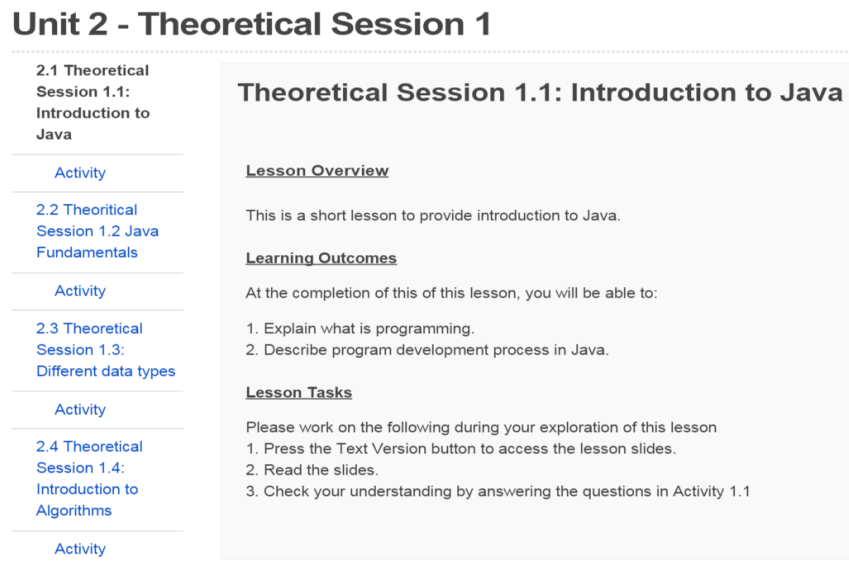 Unit 2 - Theoretical Session 1
2.1 Theoretical
Session 1.1:
Introduction to
Java
Activity
2.2 Theoritical
Session 1.2 Java
Fundamentals
Activity
2.3 Theoretical
Session 1.3:
Different data types
Activity
2.4 Theoretical
Session 1.4:
Introduction to
Algorithms
Activity
Theoretical Session 1.1: Introduction to Java
Lesson Overview
This is a short lesson to provide introduction to Java.
Learning Outcomes
At the completion of this of this lesson, you will be able to:
1. Explain what is programming.
2. Describe program development process in Java.
Lesson Tasks
Please work on the following during your exploration of this lesson
1. Press the Text Version button to access the lesson slides.
2. Read the slides.
3. Check your understanding by answering the questions in Activity 1.1